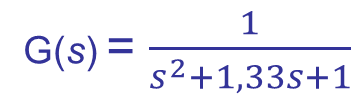 G(s) = 1 / (s² + 1,33s + 1)